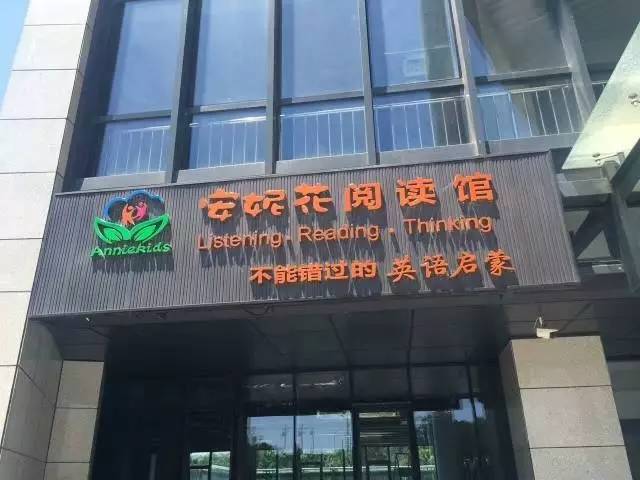 安妮花阅读馆
Anniekids
Listening · Reading · Thinking
不能错过的 英语启蒙